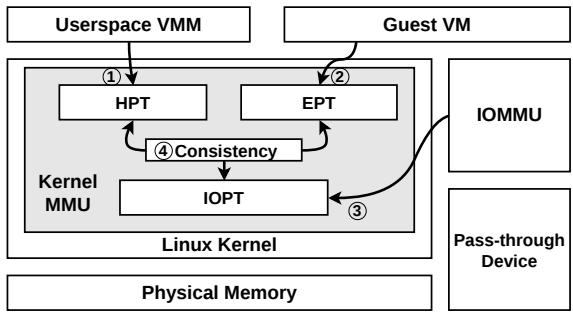 Userspace VMM
Guest VM
①
②
HPT
EPT
IOMMU
④Consistency
Kernel
MMU
IOPT
③
Linux Kernel
Pass-through
Device
Physical Memory